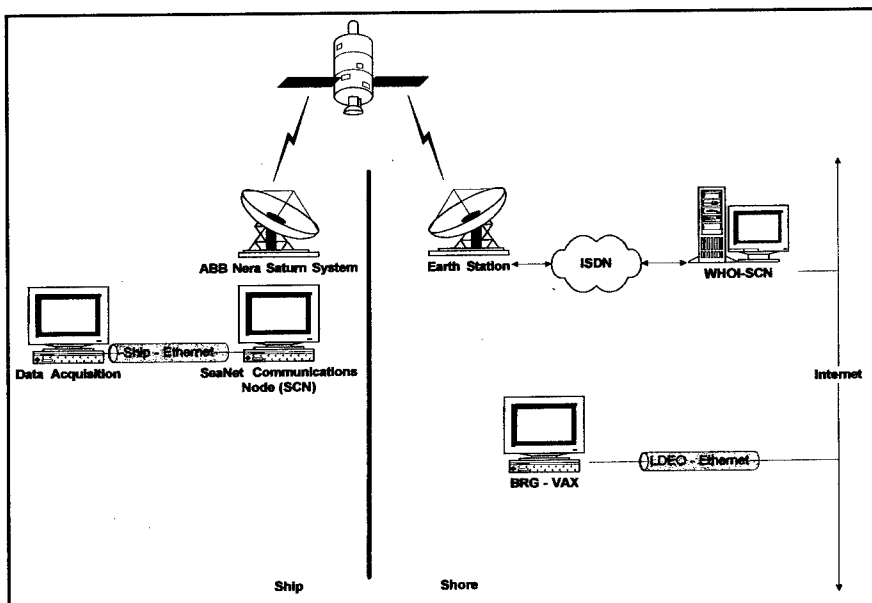 ABB Nera Saturn System
Earth Station
ISDN
WHOI-SCN
Ship - Ethernet
Data Acquisition
SeaNet Communications
Node (SCN)
Internet
LDEO - Ethernet
BRG - VAX
Ship
Shore